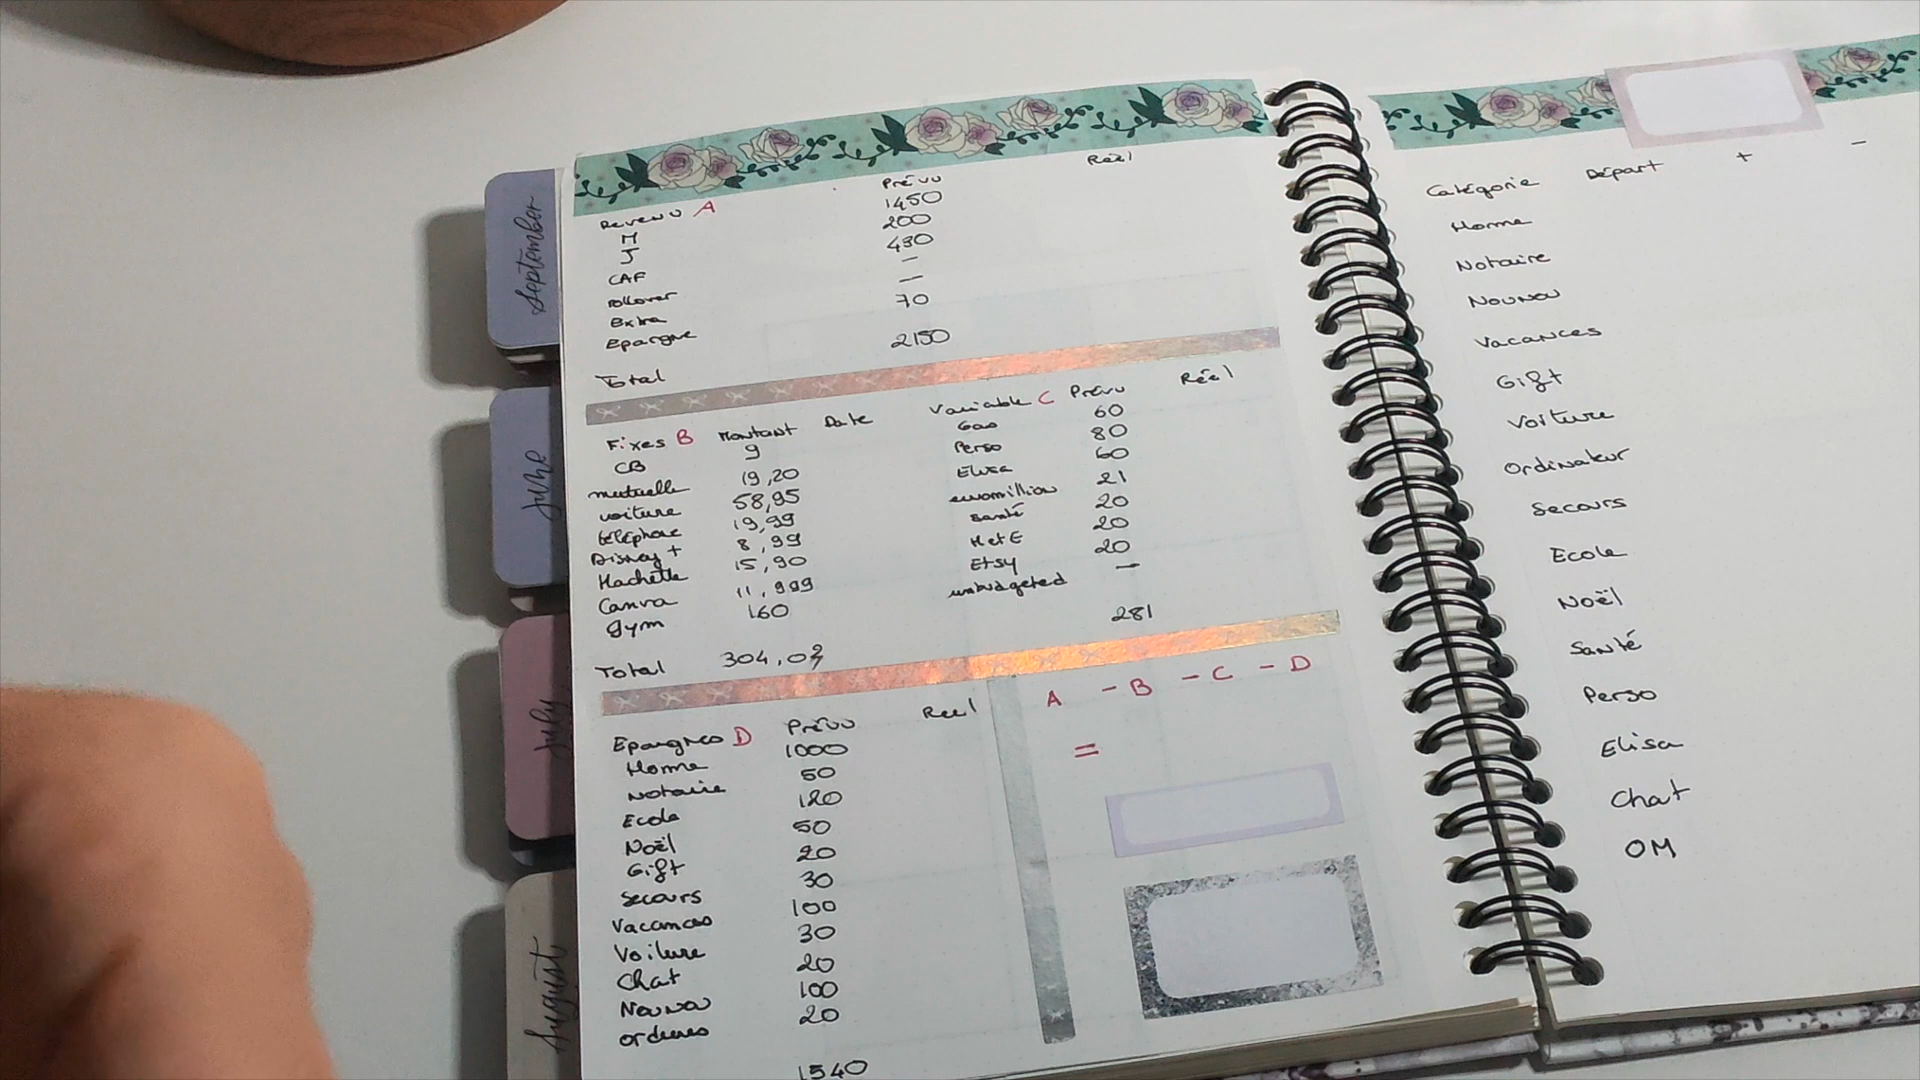 Prévu Réel
Revenu A 1450
M 200
J 430
CAF —
rollover —
Extra 70
Epargne
2150
Total
Fixes B Montant Date
CB 9
mutuelle 19,20
voiture 58,95
téléphone 19,99
Disney + 8,99
Hachette 15,90
Canva 11,999
gym 160
Total 304,02
Variable C Prévu Réel
Gas 60
Perso 80
Elisa 60
euromillion 21
Santé 20
M et E 20
Etsy 20
unbudgeted —
281
Epargnes D Prévu Reel
Home 1000
Notaire 50
Ecole 120
Noël 50
Gift 20
Secours 30
Vacances 100
Voiture 30
Chat 20
Nounou 100
20
1540
A - B - C - D
=
Catégorie Départ + -
Home
Notaire
Nounou
Vacances
Gift
Voiture
Ordinateur
Secours
Ecole
Noël
Santé
Perso
Elisa
Chat
OM
September
June
July
August